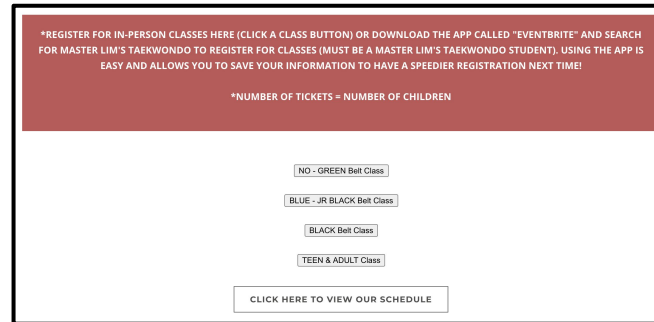 *REGISTER FOR IN-PERSON CLASSES HERE (CLICK A CLASS BUTTON) OR DOWNLOAD THE APP CALLED "EVENTBRITE" AND SEARCH
FOR MASTER LIM'S TAEKWONDO TO REGISTER FOR CLASSES (MUST BE A MASTER LIM'S TAEKWONDO STUDENT). USING THE APP IS
EASY AND ALLOWS YOU TO SAVE YOUR INFORMATION TO HAVE A SPEEDIER REGISTRATION NEXT TIME!
*NUMBER OF TICKETS = NUMBER OF CHILDREN
NO - GREEN Belt Class
BLUE - JR BLACK Belt Class
BLACK Belt Class
TEEN & ADULT Class
CLICK HERE TO VIEW OUR SCHEDULE